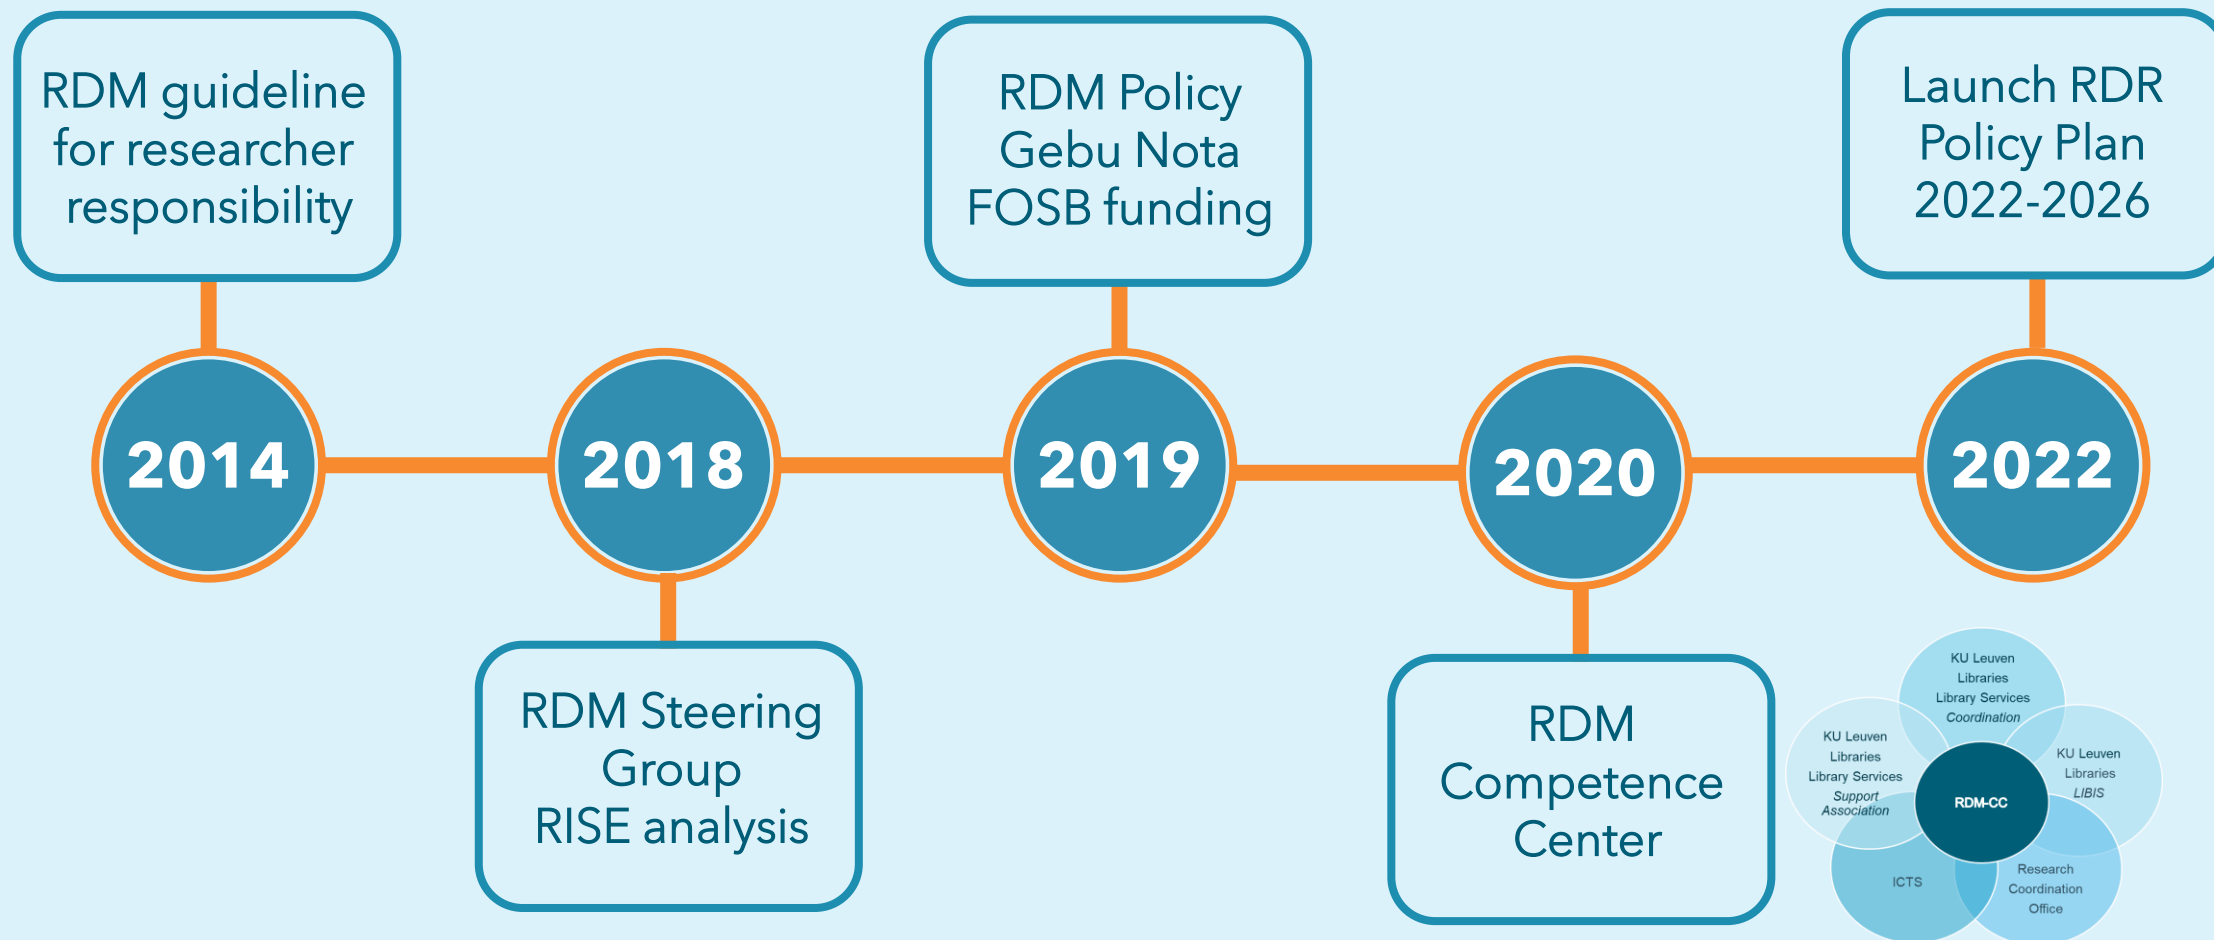 RDM guideline
for researcher
responsibility
RDM Policy
Gebu Nota
FOSB funding
Launch RDR
Policy Plan
2022-2026
2014
2018
2019
2020
2022
RDM Steering
Group
RISE analysis
RDM
Competence
Center
KU Leuven
Libraries
Library Services
Coordination
KU Leuven
Libraries
Library Services
Support
Association
KU Leuven
Libraries
LIBIS
RDM-CC
ICTS
Research
Coordination
Office